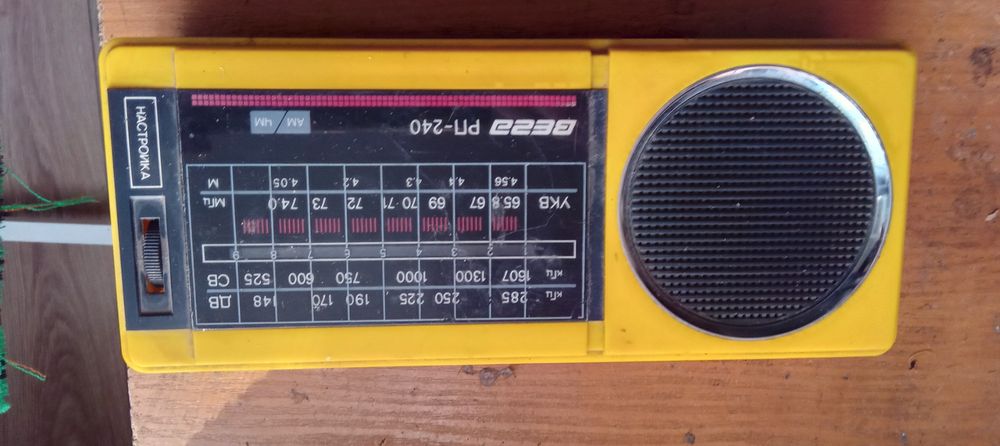 кГц 285 250 225 190 170 148 ДВ
кГц 1607 1300 1000 750 600 525 СВ
2 3 4 5 6 7 8 9
УКВ 65.8 67 69 70 71 72 73 74.0 МГц
4.56 4.4 4.3 4.2 4.05 М
ВЕГА РП-240
АМ/ЧМ
НАСТРОЙКА